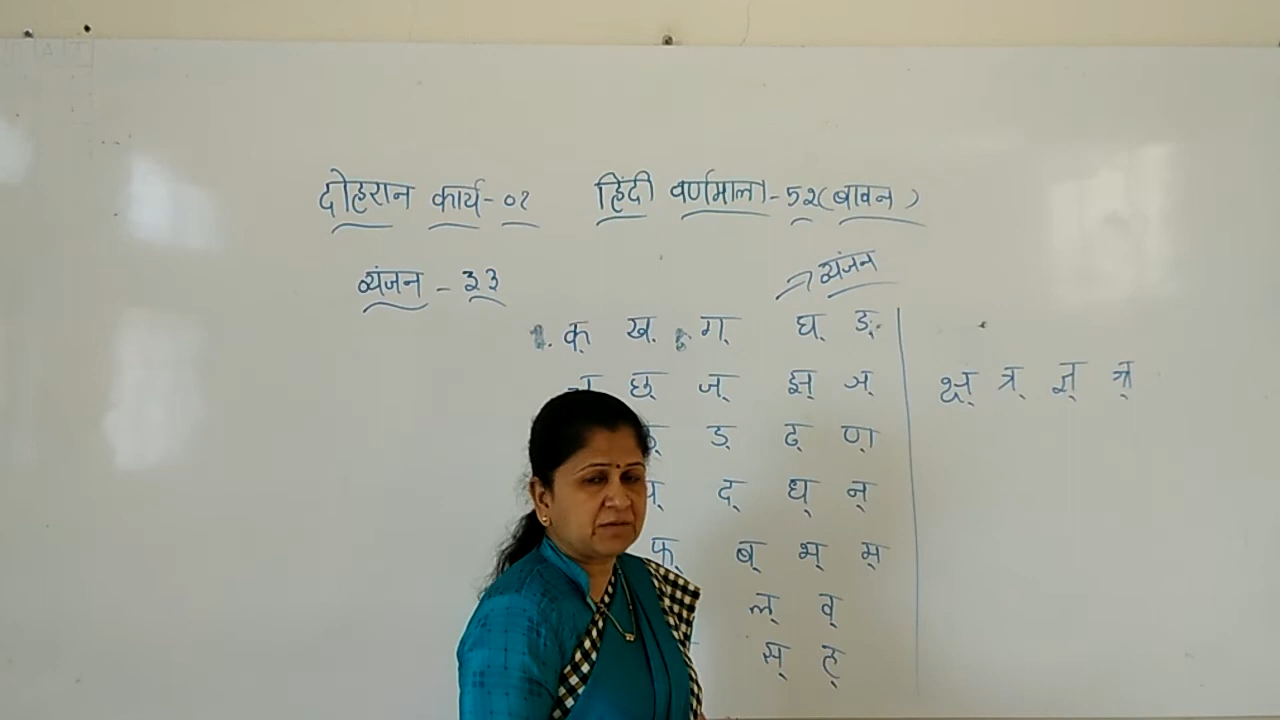 दोहरान कार्य - ०१ हिंदी वर्णमाला - ५२ (बावन)
व्यंजन - ३३ व्यंजन
क् ख् ग् घ् ङ्
छ् ज् झ् ञ् क्ष् त्र् ज्ञ् श्र्
ड् ढ् ण्
द् ध् न्
फ् ब् भ् म्
ल् व्
स् ह्